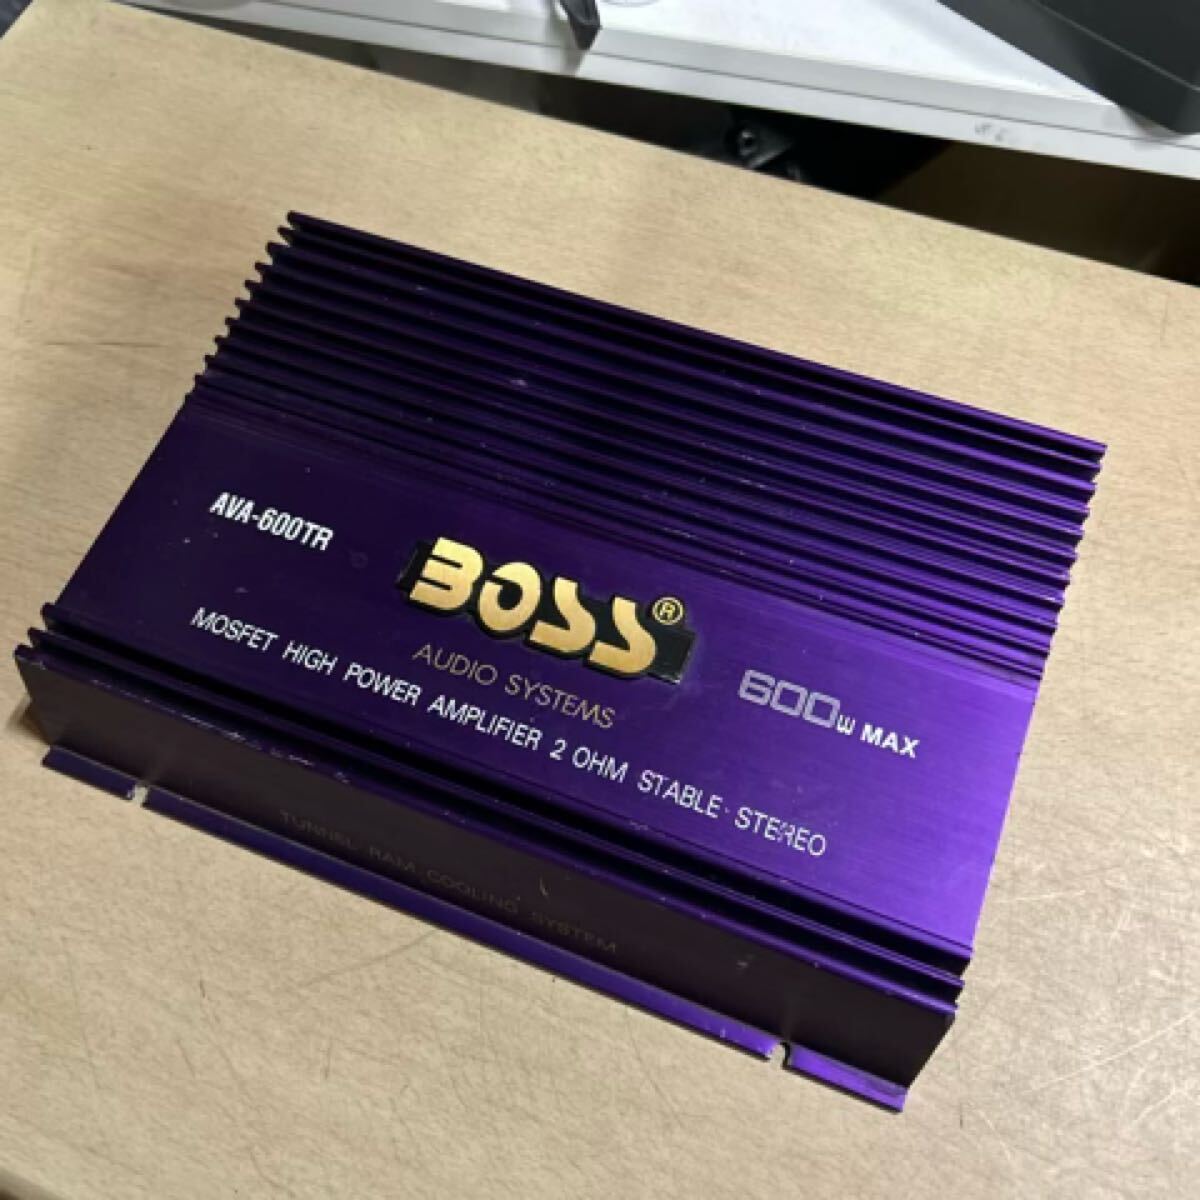 AVA-600TR
BOSS®
AUDIO SYSTEMS
600w MAX
MOSFET HIGH POWER AMPLIFIER 2 OHM STABLE · STEREO
TUNNEL RAM COOLING SYSTEM